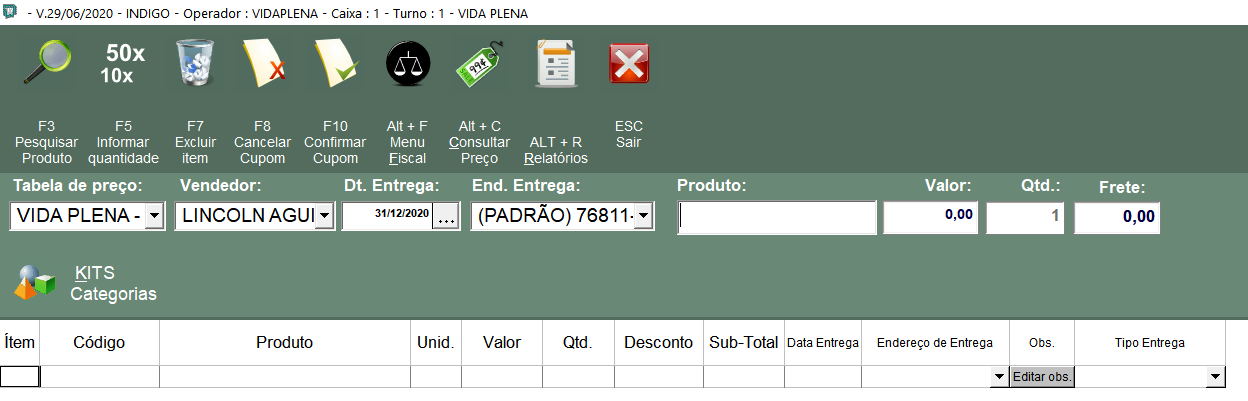 - V.29/06/2020 - INDIGO - Operador : VIDAPLENA - Caixa : 1 - Turno : 1 - VIDA PLENA
50x
10x
99¢
F3 Pesquisar Produto
F5 Informar quantidade
F7 Excluir item
F8 Cancelar Cupom
F10 Confirmar Cupom
Alt + F Menu Fiscal
Alt + C Consultar Preço
ALT + R Relatórios
ESC Sair
Tabela de preço: Vendedor: Dt. Entrega: End. Entrega: Produto: Valor: Qtd.: Frete:
VIDA PLENA - LINCOLN AGUI 31/12/2020 ... (PADRÃO) 76811- 0,00 1 0,00
KITS
Categorias
Ítem Código Produto Unid. Valor Qtd. Desconto Sub-Total Data Entrega Endereço de Entrega Obs. Tipo Entrega
Editar obs.